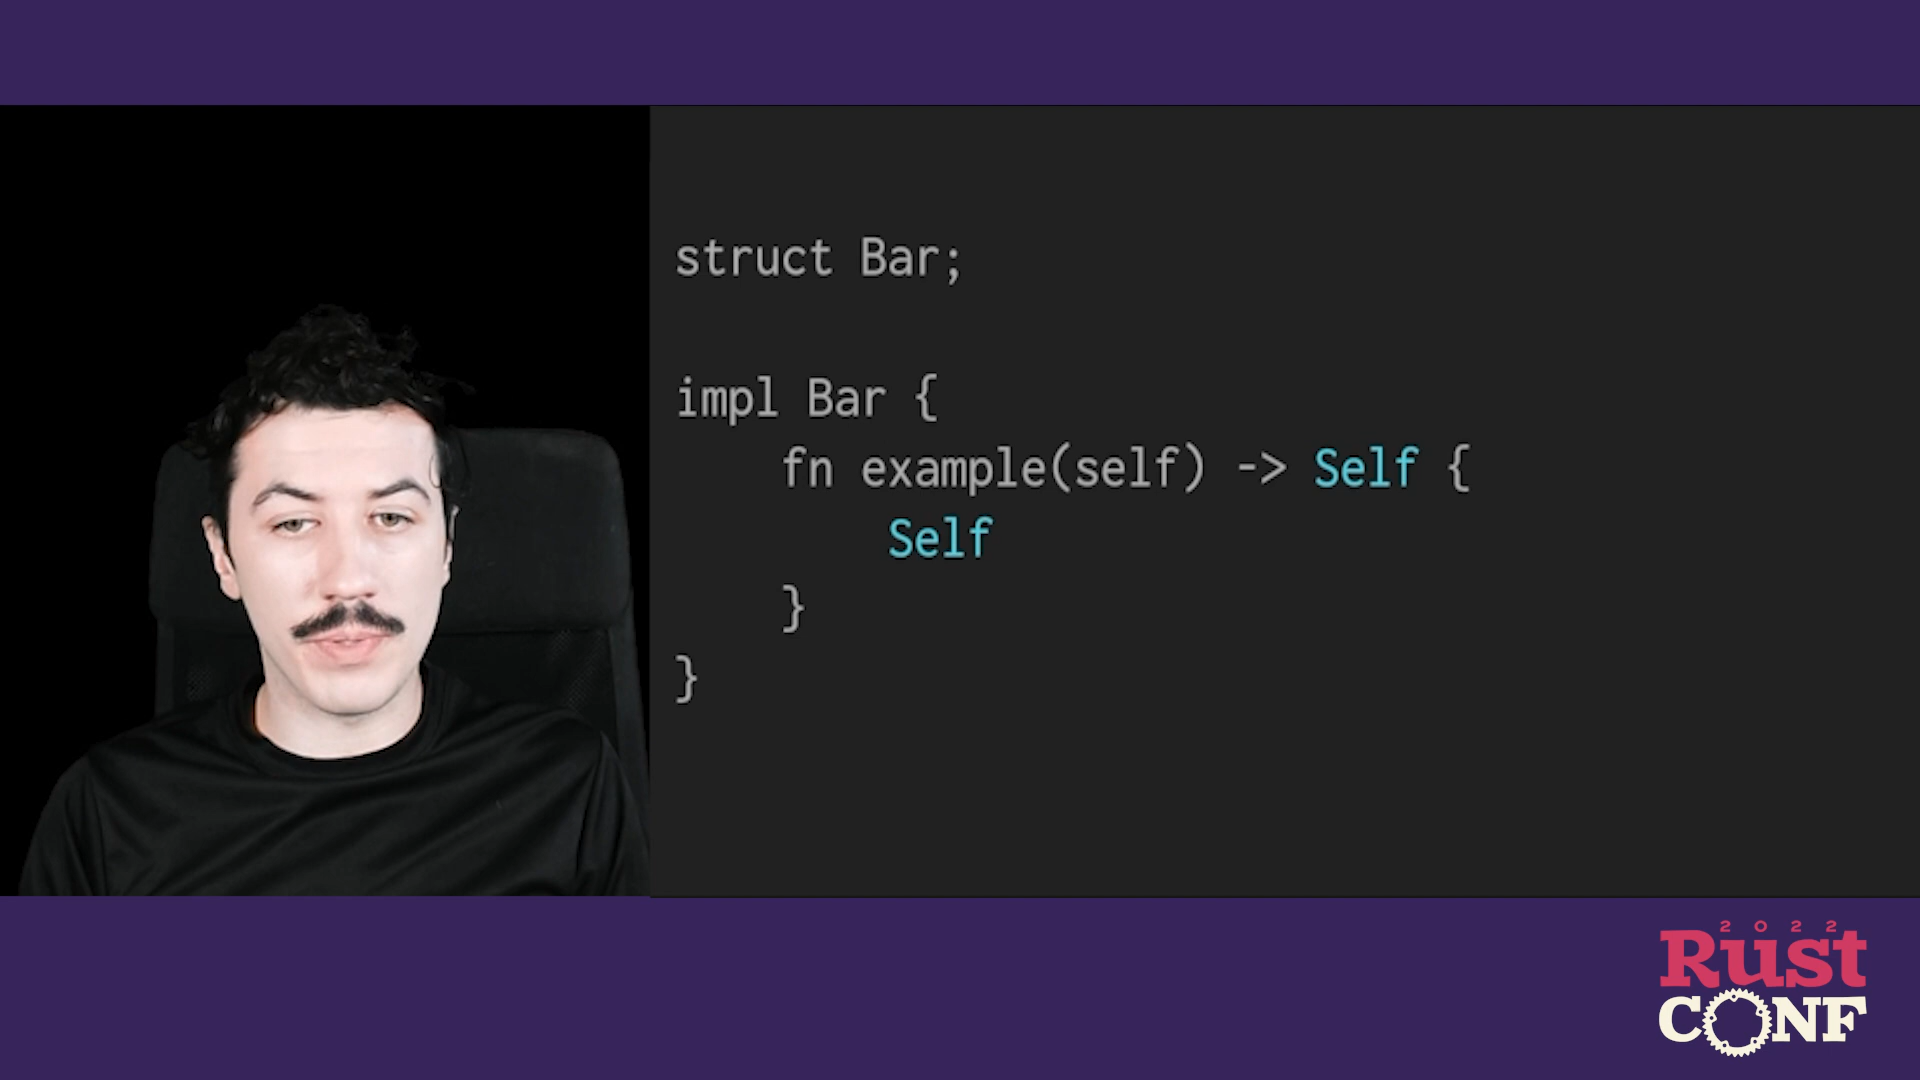 struct Bar;
impl Bar {
    fn example(self) -> Self {
        Self
    }
}
2022
Rust
CONF